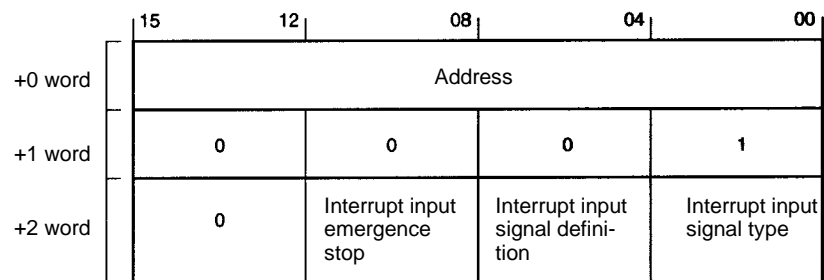 15 12 08 04 00
+0 word Address
+1 word 0 0 0 1
+2 word 0 Interrupt input Interrupt input Interrupt input
emergence signal defini- signal type
stop tion